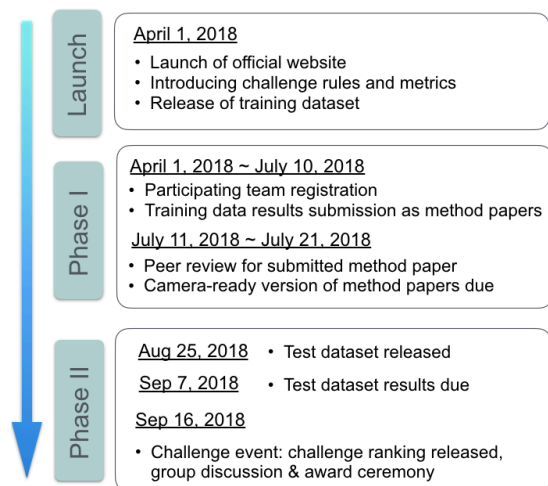 Launch
April 1, 2018
• Launch of official website
• Introducing challenge rules and metrics
• Release of training dataset
Phase I
April 1, 2018 ~ July 10, 2018
• Participating team registration
• Training data results submission as method papers
July 11, 2018 ~ July 21, 2018
• Peer review for submitted method paper
• Camera-ready version of method papers due
Phase II
Aug 25, 2018 • Test dataset released
Sep 7, 2018 • Test dataset results due
Sep 16, 2018
• Challenge event: challenge ranking released,
group discussion & award ceremony